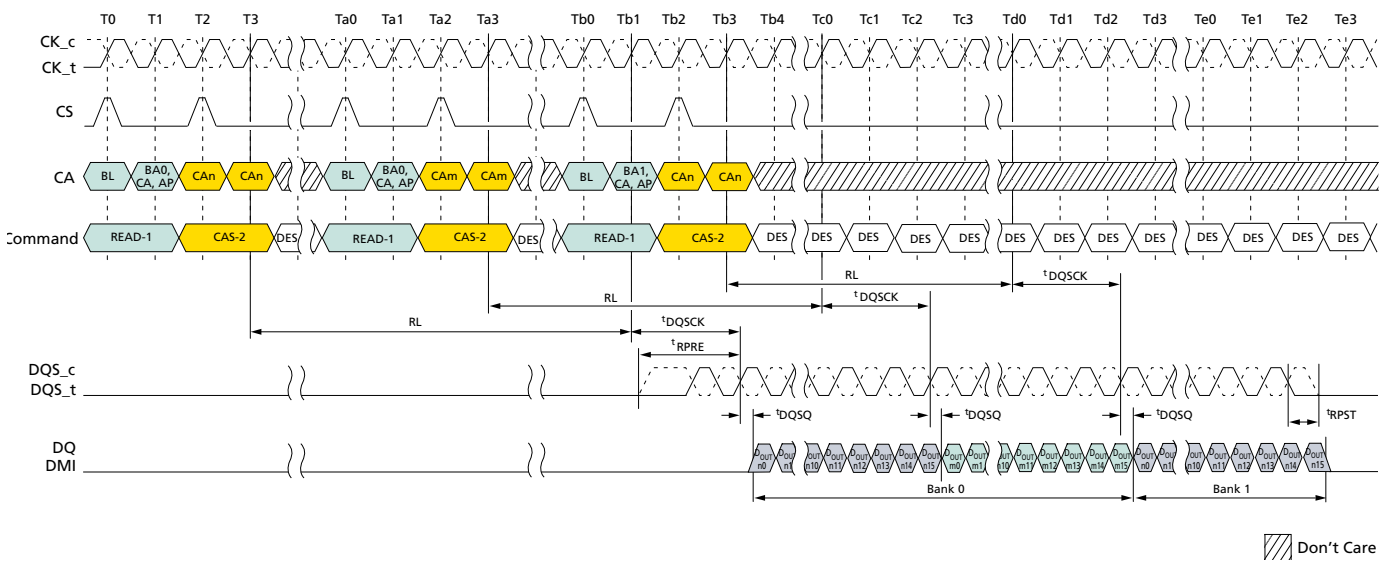 T0 T1 T2 T3 Ta0 Ta1 Ta2 Ta3 Tb0 Tb1 Tb2 Tb3 Tb4 Tc0 Tc1 Tc2 Tc3 Td0 Td1 Td2 Td3 Te0 Te1 Te2 Te3
CK_c
CK_t
CS
CA BL BA0, CA, AP CAn CAn BL BA0, CA, AP CAm CAm BL BA1, CA, AP CAn CAn
Command READ-1 CAS-2 DES READ-1 CAS-2 DES READ-1 CAS-2 DES DES DES DES DES DES DES DES DES DES DES DES DES
RL tDQSCK
RL tDQSCK
RL tDQSCK
tRPRE
DQS_c
DQS_t
tDQSQ tDQSQ tDQSQ tRPST
DQ
DMI
DOUT n0 DOUT n1 DOUT n10 DOUT n11 DOUT n12 DOUT n13 DOUT n14 DOUT n15 DOUT m0 DOUT m1 DOUT m10 DOUT m11 DOUT m12 DOUT m13 DOUT m14 DOUT m15 DOUT n0 DOUT n1 DOUT n10 DOUT n11 DOUT n12 DOUT n13 DOUT n14 DOUT n15
Bank 0 Bank 1
Don't Care